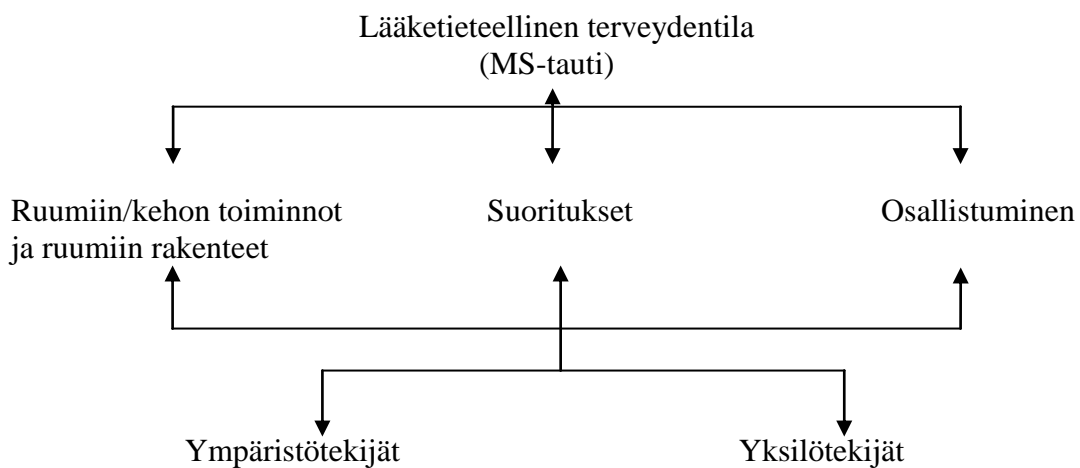 Lääketieteellinen terveydentila
(MS-tauti)
Ruumiin/kehon toiminnot
ja ruumiin rakenteet
Suoritukset
Osallistuminen
Ympäristötekijät
Yksilötekijät